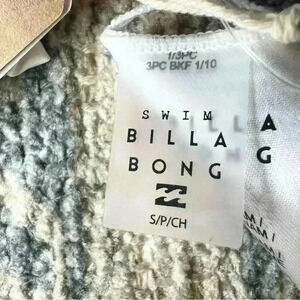 1/3PC
3PC BKF 1/10
SWIM
BILLA
BONG
S/P/CH
A
G